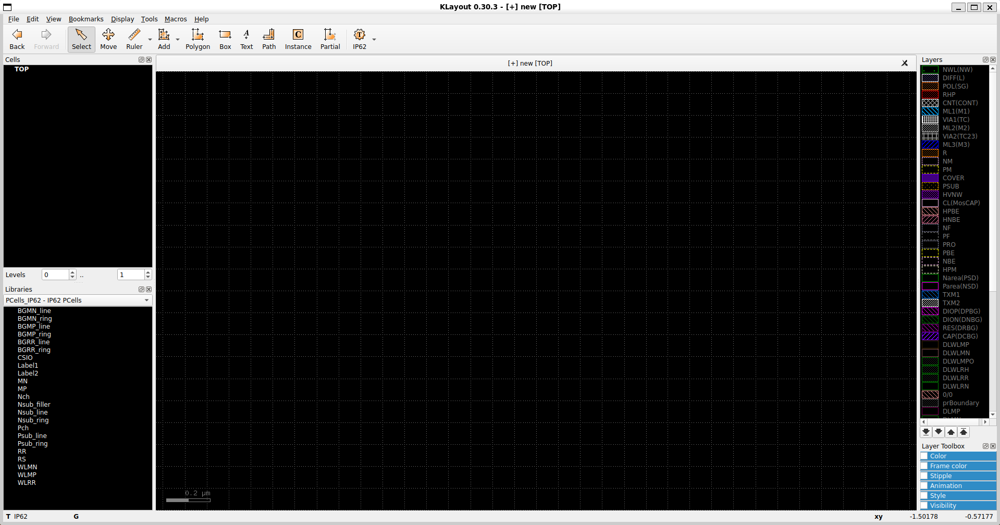 KLayout 0.30.3 - [+] new [TOP]
File Edit View Bookmarks Display Tools Macros Help
Back Forward Select Move Ruler Add Polygon Box Text Path Instance Partial IP62
Cells
TOP
Levels 0 .. 1
Libraries
PCells_IP62 - IP62 PCells
BGMN_line
BGMN_ring
BGMP_line
BGMP_ring
BGRR_line
BGRR_ring
CSIO
Label1
Label2
MN
MP
Nch
Nsub_filler
Nsub_line
Nsub_ring
Pch
Psub_line
Psub_ring
RR
RS
WLMN
WLMP
WLRR
[+] new [TOP]
0.2 μm
Layers
NWL(NW)
DIFF(L)
POL(SG)
RHP
CNT(CONT)
ML1(M1)
VIA1(TC)
ML2(M2)
VIA2(TC23)
ML3(M3)
R
NM
PM
COVER
PSUB
HVNW
CL(MosCAP)
HPBE
HNBE
NF
PF
PRO
PBE
NBE
HPM
Narea(PSD)
Parea(NSD)
TXM1
TXM2
DIOP(DPBG)
DION(DNBG)
RES(DRBG)
CAP(DCBG)
DLWLMP
DLWLMN
DLWLMPO
DLWLRH
DLWLRR
DLWLRN
0/0
prBoundary
DLMP
Layer Toolbox
Color
Frame color
Stipple
Animation
Style
Visibility
T IP62 G xy -1.50178 -0.57177